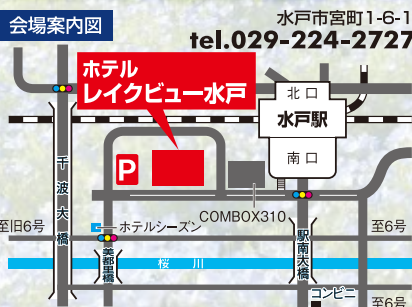 会場案内図
水戸市宮町1-6-1
tel.029-224-2727
ホテル
レイクビュー水戸
北口
水戸駅
南口
P
千波大橋
COMBOX310
至旧6号
ホテルシーズン
至6号
美都里橋
駅南大橋
桜川
コンビニ
至6号